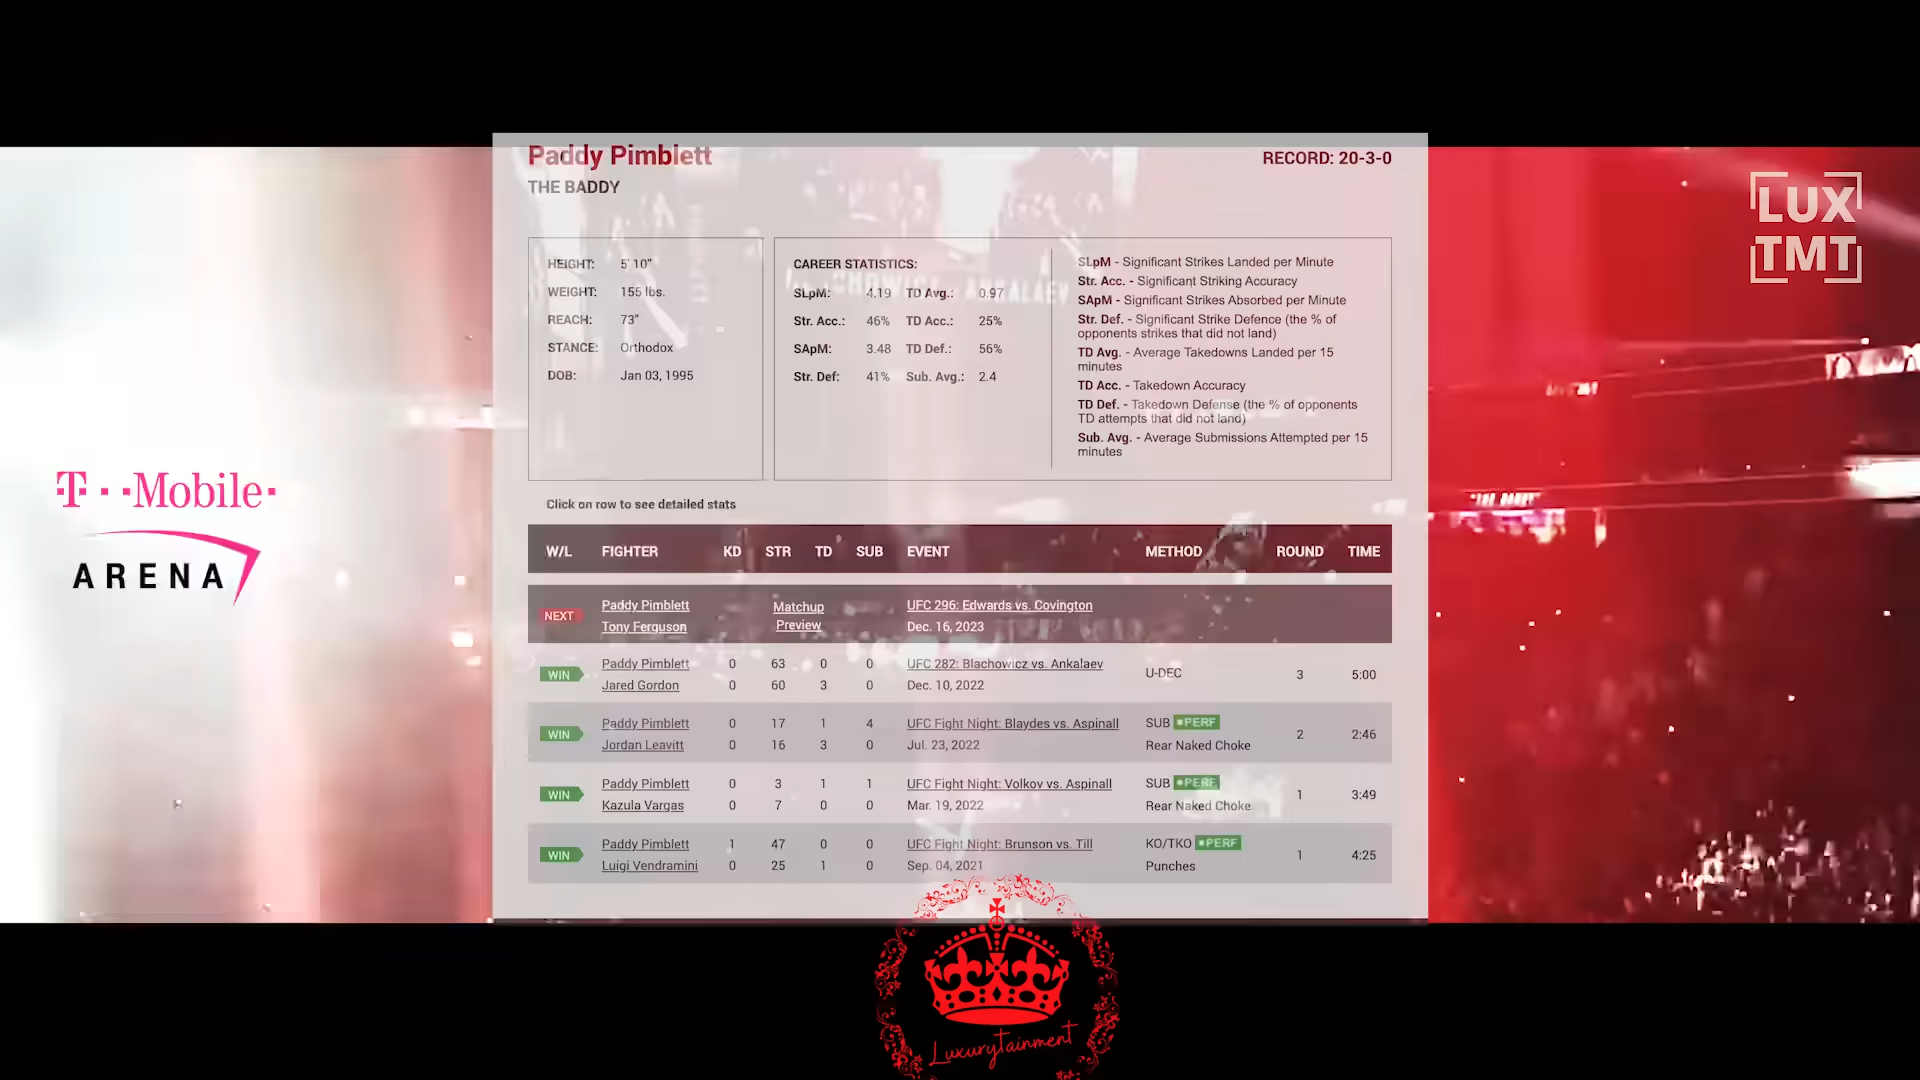 Paddy Pimblett
RECORD: 20-3-0
THE BADDY
HEIGHT: 5' 10"
WEIGHT: 155 lbs.
REACH: 73"
STANCE: Orthodox
DOB: Jan 03, 1995
CAREER STATISTICS:
SLpM: 4.19 TD Avg.: 0.97
Str. Acc.: 46% TD Acc.: 25%
SApM: 3.48 TD Def.: 56%
Str. Def: 41% Sub. Avg.: 2.4
SLpM - Significant Strikes Landed per Minute
Str. Acc. - Significant Striking Accuracy
SApM - Significant Strikes Absorbed per Minute
Str. Def. - Significant Strike Defence (the % of
opponents strikes that did not land)
TD Avg. - Average Takedowns Landed per 15
minutes
TD Acc. - Takedown Accuracy
TD Def. - Takedown Defense (the % of opponents
TD attempts that did not land)
Sub. Avg. - Average Submissions Attempted per 15
minutes
LUX
TMT
T··Mobile·
ARENA
"THE BADDY"
Click on row to see detailed stats
W/L FIGHTER KD STR TD SUB EVENT METHOD ROUND TIME
NEXT Paddy Pimblett Matchup UFC 296: Edwards vs. Covington
Tony Ferguson Preview Dec. 16, 2023
WIN Paddy Pimblett 0 63 0 0 UFC 282: Blachowicz vs. Ankalaev U-DEC 3 5:00
Jared Gordon 0 60 3 0 Dec. 10, 2022
WIN Paddy Pimblett 0 17 1 4 UFC Fight Night: Blaydes vs. Aspinall SUB PERF 2 2:46
Jordan Leavitt 0 16 3 0 Jul. 23, 2022 Rear Naked Choke
WIN Paddy Pimblett 0 3 1 1 UFC Fight Night: Volkov vs. Aspinall SUB PERF 1 3:49
Kazula Vargas 0 7 0 0 Mar. 19, 2022 Rear Naked Choke
WIN Paddy Pimblett 1 47 0 0 UFC Fight Night: Brunson vs. Till KO/TKO PERF 1 4:25
Luigi Vendramini 0 25 1 0 Sep. 04, 2021 Punches
Luxurytainment